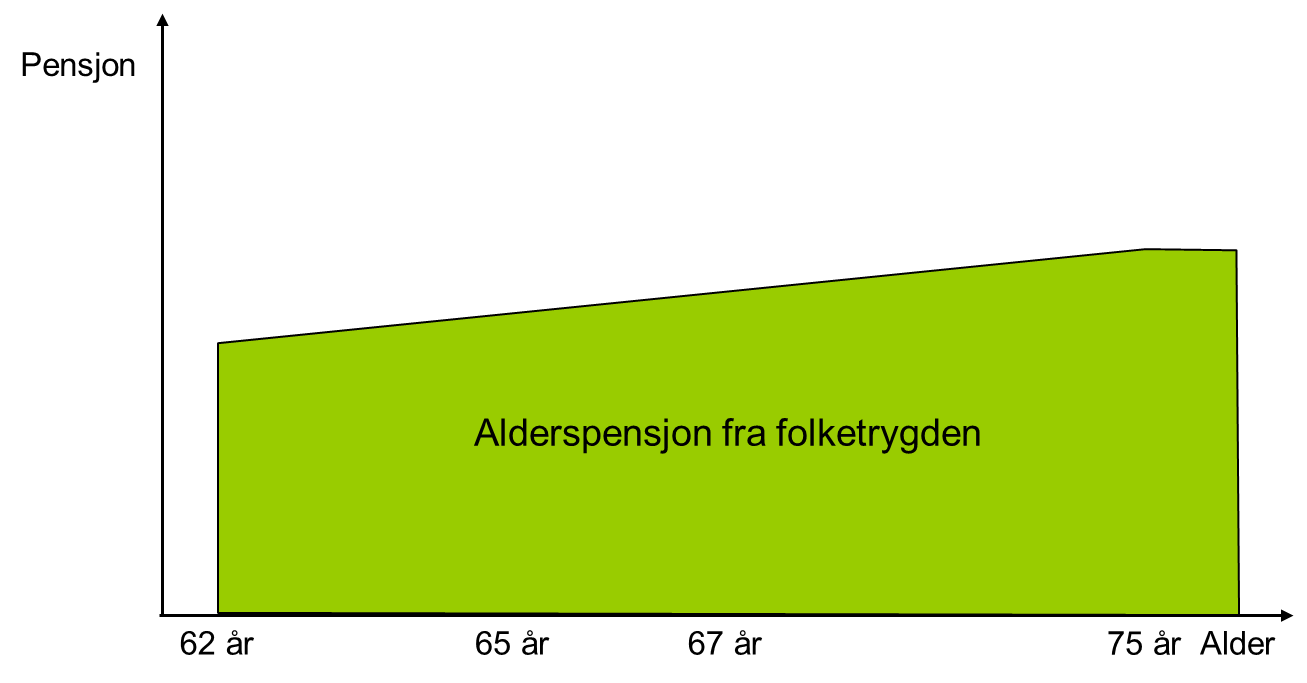 Pensjon
Alderspensjon fra folketrygden
62 år 65 år 67 år 75 år Alder